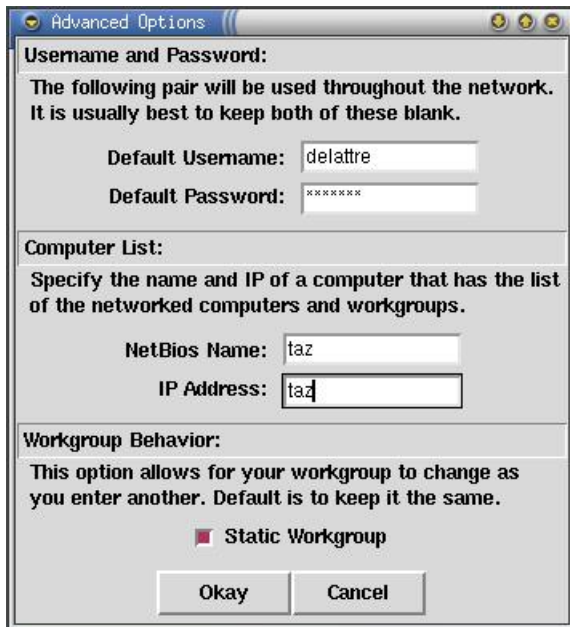 Advanced Options
Username and Password:
The following pair will be used throughout the network.
It is usually best to keep both of these blank.
Default Username: delattre
Default Password: *******
Computer List:
Specify the name and IP of a computer that has the list
of the networked computers and workgroups.
NetBios Name: taz
IP Address: taz
Workgroup Behavior:
This option allows for your workgroup to change as
you enter another. Default is to keep it the same.
Static Workgroup
Okay Cancel